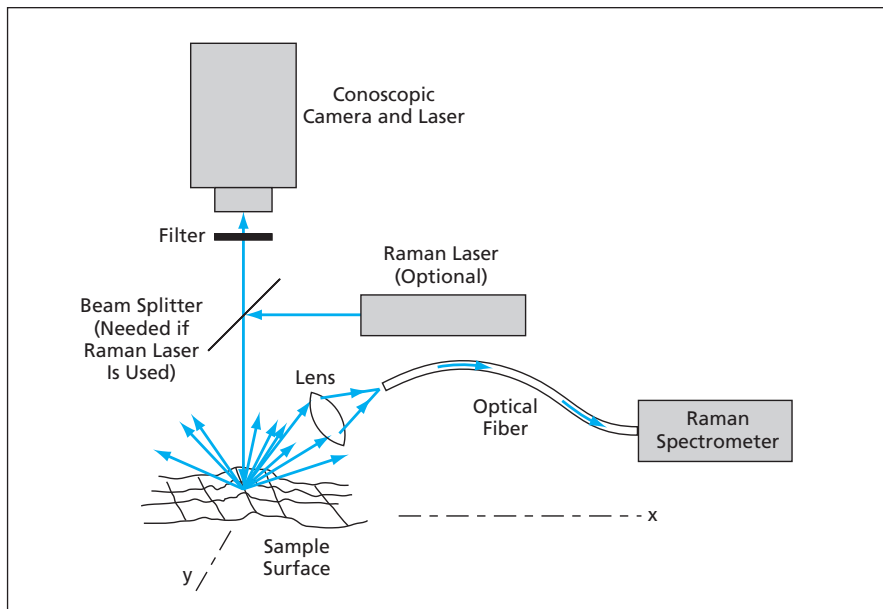 Conoscopic
Camera and Laser
Filter
Raman Laser
(Optional)
Beam Splitter
(Needed if
Raman Laser
Is Used)
Lens
Optical
Fiber
Raman
Spectrometer
x
Sample
Surface
y